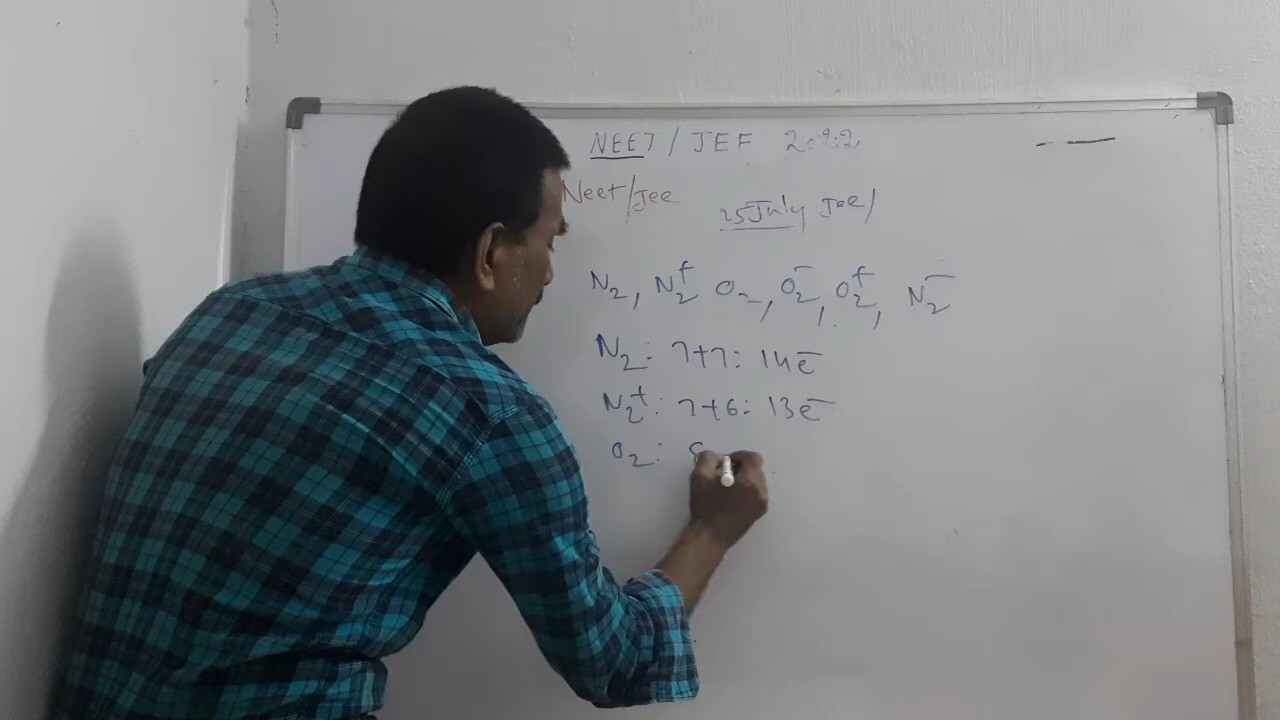 NEET / JEE 2022
Neet/Jee
25 July Jee/
N₂, N₂⁺ O₂, O₂⁻, O₂⁺, N₂⁻
N₂: 7+7: 14e⁻
N₂⁺: 7+6: 13e⁻
O₂: 8